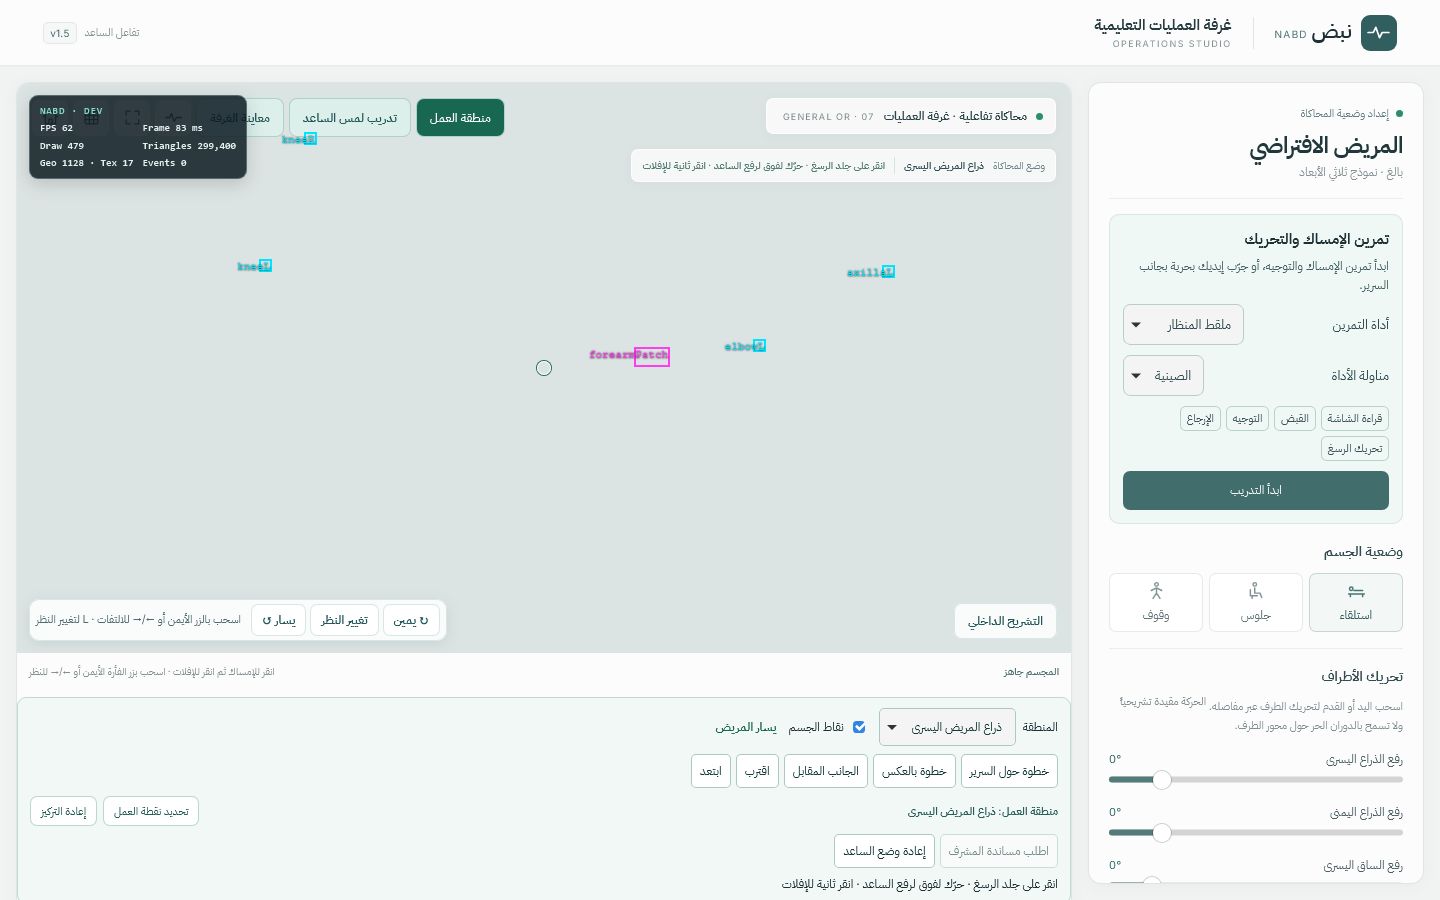 نبض NABD
غرفة العمليات التعليمية
OPERATIONS STUDIO
تفاعل الساعد v1.5
إعداد وضعية المحاكاة
المريض الافتراضي
بالغ · نموذج ثلاثي الأبعاد
تمرين الإمساك والتحريك
ابدأ تمرين الإمساك والتوجيه، أو جرّب إيديك بحرية بجانب
السرير.
أداة التمرين ملقط المنظار
مناولة الأداة الصينية
قراءة الشاشة القبض التوجيه الإرجاع
تحريك الرسغ
ابدأ التدريب
وضعية الجسم
استلقاء جلوس وقوف
تحريك الأطراف
اسحب اليد أو القدم لتحريك الطرف عبر مفاصله. الحركة مقيدة تشريحياً
ولا تسمح بالدوران الحر حول محور الطرف.
رفع الذراع اليسرى 0°
رفع الذراع اليمنى 0°
رفع الساق اليسرى 0°
محاكاة تفاعلية · غرفة العمليات GENERAL OR · 07
وضع المحاكاة ذراع المريض اليسرى انقر على جلد الرسغ · حرّك لفوق لرفع الساعد · انقر ثانية للإفلات
منطقة العمل تدريب لمس الساعد معاينة الغرفة
NABD · DEV
FPS 62 Frame 83 ms
Draw 479 Triangles 299,400
Geo 1128 · Tex 17 Events 0
forearmPatch
التشريح الداخلي
↻ يمين تغيير النظر يسار ↺ اسحب بالزر الأيمن أو ←/→ للالتفات · L لتغيير النظر
المجسم جاهز
انقر للإمساك ثم انقر للإفلات · اسحب بزر الفأرة الأيمن أو ←/→ للنظر
المنطقة ذراع المريض اليسرى نقاط الجسم يسار المريض
خطوة حول السرير خطوة بالعكس الجانب المقابل اقترب ابتعد
منطقة العمل: ذراع المريض اليسرى تحديد نقطة العمل إعادة التركيز
اطلب مساندة المشرف إعادة وضع الساعد
انقر على جلد الرسغ · حرّك لفوق لرفع الساعد · انقر ثانية للإفلات